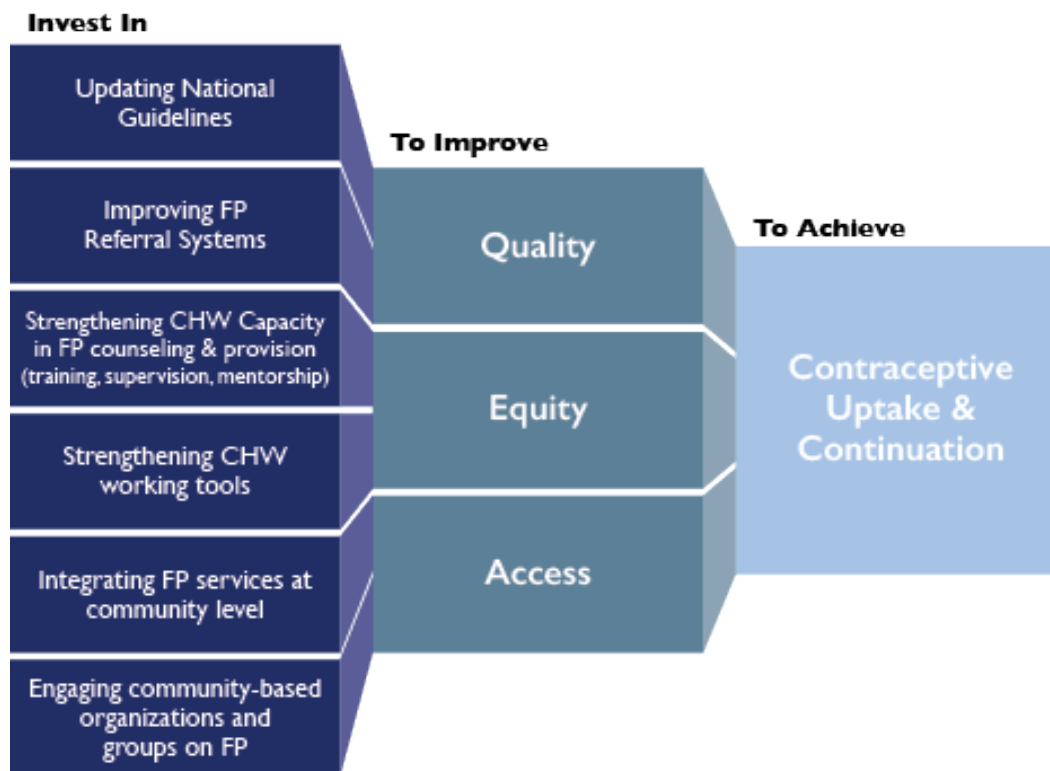 Invest In
Updating National
Guidelines
Improving FP
Referral Systems
Strengthening CHW Capacity
in FP counseling & provision
(training, supervision, mentorship)
Strengthening CHW
working tools
Integrating FP services at
community level
Engaging community-based
organizations and
groups on FP
To Improve
Quality
Equity
Access
To Achieve
Contraceptive
Uptake &
Continuation